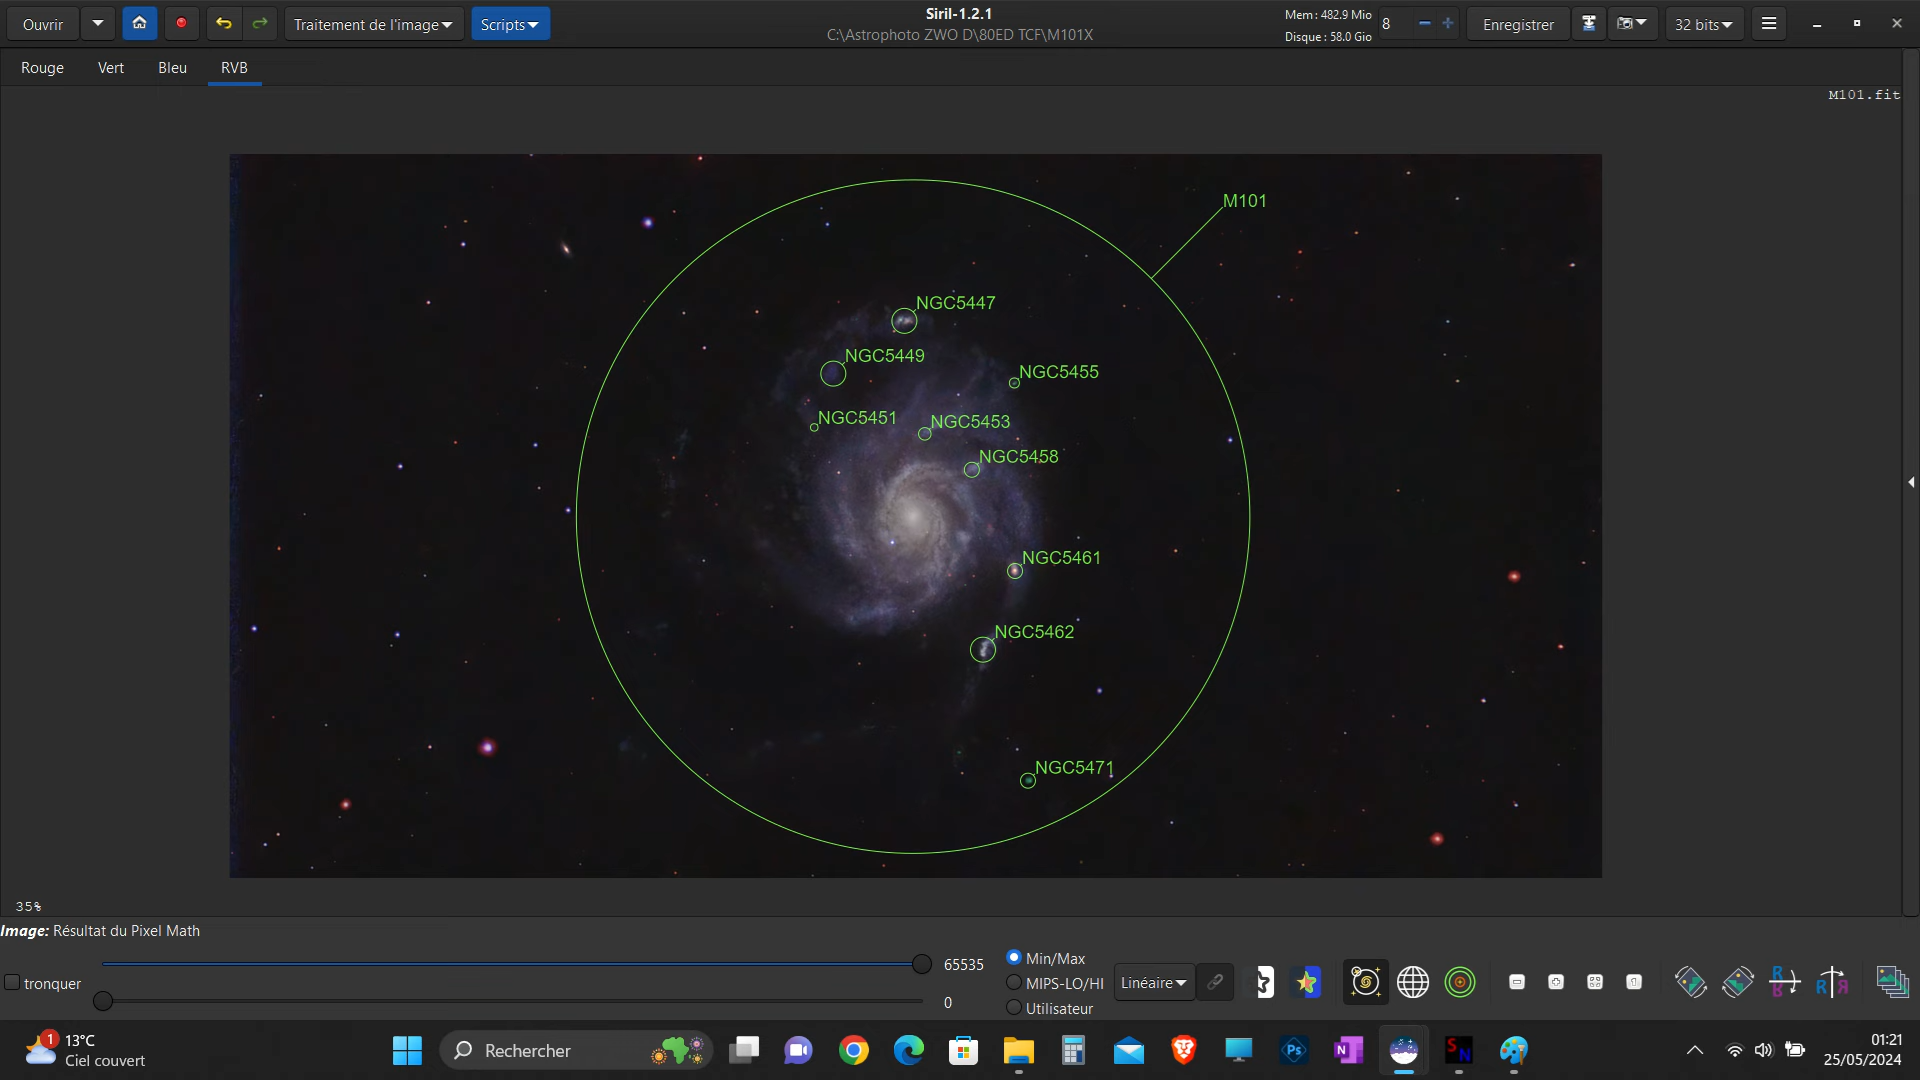 Ouvrir
Traitement de l'image
Scripts
Siril-1.2.1
C:\Astrophoto ZWO D\80ED TCF\M101X
Mem : 482.9 Mio
Disque : 58.0 Gio
8
Enregistrer
32 bits
Rouge
Vert
Bleu
RVB
M101.fit
M101
NGC5447
NGC5449
NGC5455
NGC5451
NGC5453
NGC5458
NGC5461
NGC5462
NGC5471
35%
Image: Résultat du Pixel Math
tronquer
65535
0
Min/Max
MIPS-LO/HI
Utilisateur
Linéaire
R
R
R
R
1
13°C
Ciel couvert
Rechercher
Ps
N
S
N
01:21
25/05/2024